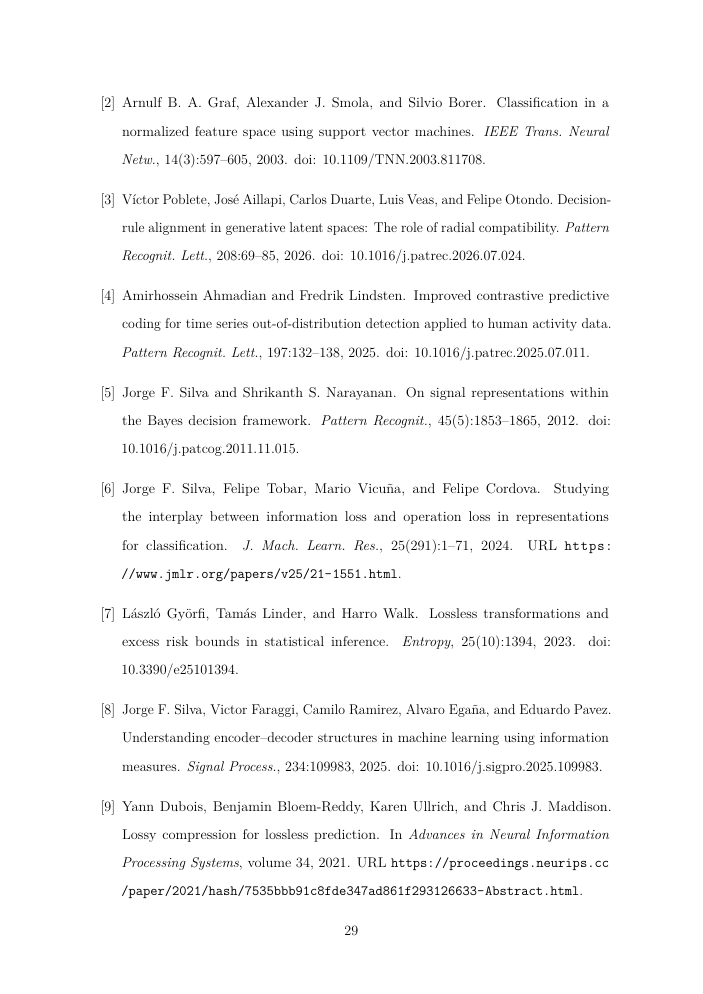 [2] Arnulf B. A. Graf, Alexander J. Smola, and Silvio Borer. Classification in a
normalized feature space using support vector machines. IEEE Trans. Neural
Netw., 14(3):597–605, 2003. doi: 10.1109/TNN.2003.811708.
[3] Víctor Poblete, José Aillapi, Carlos Duarte, Luis Veas, and Felipe Otondo. Decision-
rule alignment in generative latent spaces: The role of radial compatibility. Pattern
Recognit. Lett., 208:69–85, 2026. doi: 10.1016/j.patrec.2026.07.024.
[4] Amirhossein Ahmadian and Fredrik Lindsten. Improved contrastive predictive
coding for time series out-of-distribution detection applied to human activity data.
Pattern Recognit. Lett., 197:132–138, 2025. doi: 10.1016/j.patrec.2025.07.011.
[5] Jorge F. Silva and Shrikanth S. Narayanan. On signal representations within
the Bayes decision framework. Pattern Recognit., 45(5):1853–1865, 2012. doi:
10.1016/j.patcog.2011.11.015.
[6] Jorge F. Silva, Felipe Tobar, Mario Vicuña, and Felipe Cordova. Studying
the interplay between information loss and operation loss in representations
for classification. J. Mach. Learn. Res., 25(291):1–71, 2024. URL https:
//www.jmlr.org/papers/v25/21-1551.html.
[7] László Györfi, Tamás Linder, and Harro Walk. Lossless transformations and
excess risk bounds in statistical inference. Entropy, 25(10):1394, 2023. doi:
10.3390/e25101394.
[8] Jorge F. Silva, Victor Faraggi, Camilo Ramirez, Alvaro Egaña, and Eduardo Pavez.
Understanding encoder–decoder structures in machine learning using information
measures. Signal Process., 234:109983, 2025. doi: 10.1016/j.sigpro.2025.109983.
[9] Yann Dubois, Benjamin Bloem-Reddy, Karen Ullrich, and Chris J. Maddison.
Lossy compression for lossless prediction. In Advances in Neural Information
Processing Systems, volume 34, 2021. URL https://proceedings.neurips.cc
/paper/2021/hash/7535bbb91c8fde347ad861f293126633-Abstract.html.
29